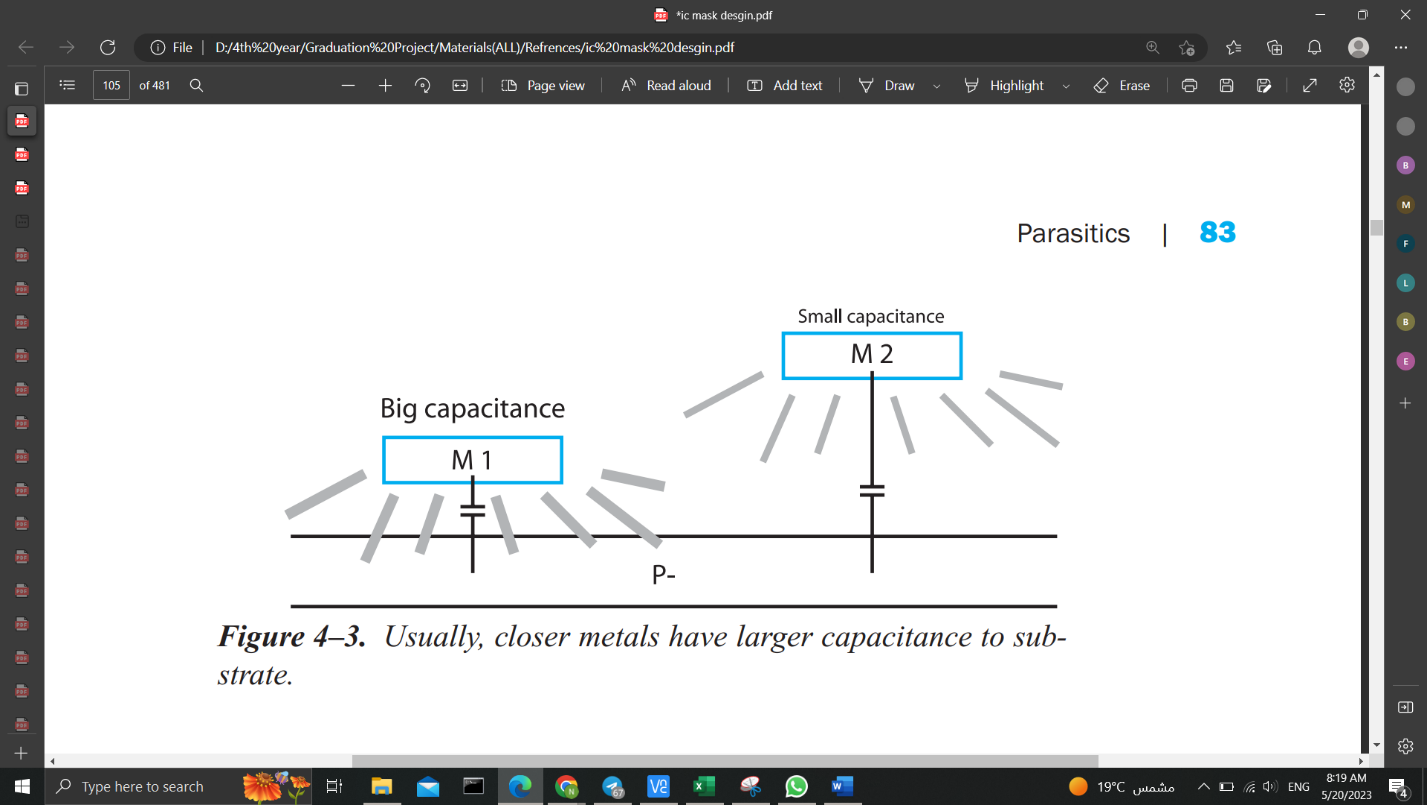 *ic mask desgin.pdf
File D:/4th%20year/Graduation%20Project/Materials(ALL)/Refrences/ic%20mask%20desgin.pdf
105 of 481 Page view Read aloud Add text Draw Highlight Erase
Parasitics | 83
Small capacitance
M 2
Big capacitance
M 1
P-
Figure 4–3. Usually, closer metals have larger capacitance to sub-
strate.
B
M
F
L
B
E
Type here to search
67
19°C مشمس
ENG
8:19 AM
5/20/2023
4